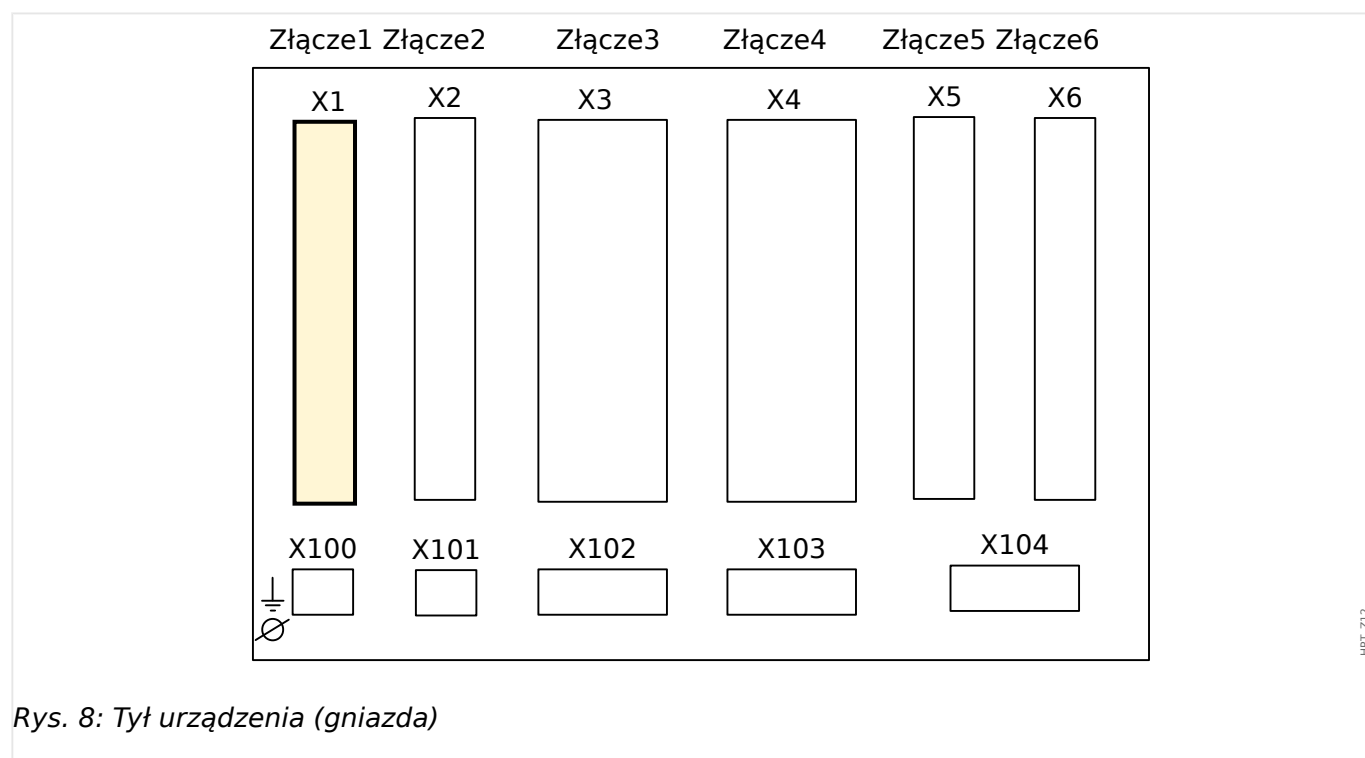 Złącze1 Złącze2 Złącze3 Złącze4 Złącze5 Złącze6
X1 X2 X3 X4 X5 X6
X100 X101 X102 X103 X104
Rys. 8: Tył urządzenia (gniazda)